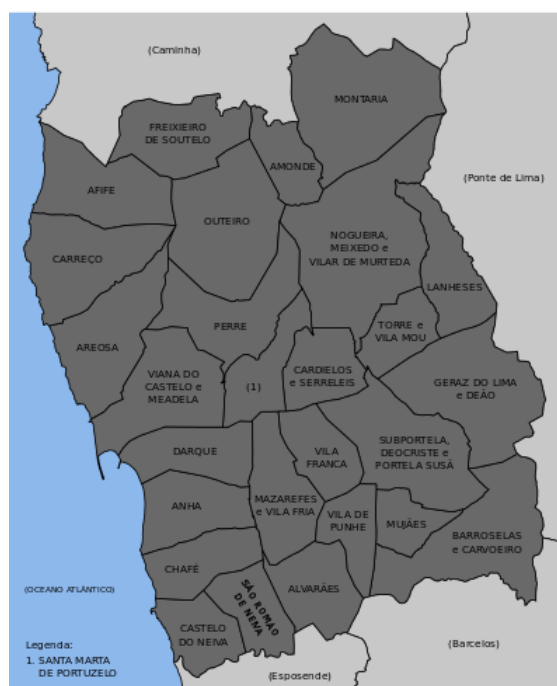 (Caminha)
MONTARIA
FREIXIEIRO
DE SOUTELO
AMONDE
(Ponte de Lima)
AFIFE
OUTEIRO
NOGUEIRA,
MEIXEDO e
VILAR DE MURTEDA
CARREÇO
LANHESES
PERRE
TORRE e
VILA MOU
AREOSA
VIANA DO
CASTELO e
MEADELA
(1)
CARDIELOS
e SERRELEIS
GERAZ DO LIMA
e DEÃO
DARQUE
VILA
FRANCA
SUBPORTELA,
DEOCRISTE e
PORTELA SUSÃ
ANHA
MAZAREFES
e VILA FRIA
VILA DE
PUNHE
MUJÃES
BARROSELAS
e CARVOEIRO
CHAFÉ
SÃO ROMÃO
DE NENA
ALVARÃES
(OCEANO ATLÂNTICO)
CASTELO
DO NEIVA
(Barcelos)
Legenda:
1. SANTA MARTA
DE PORTUZELO
(Esposende)